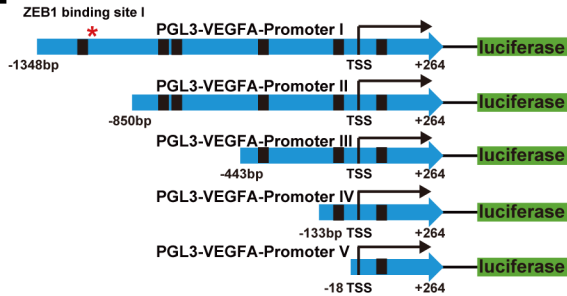 ZEB1 binding site I
*
PGL3-VEGFA-Promoter I
luciferase
-1348bp TSS +264
PGL3-VEGFA-Promoter II
luciferase
-850bp TSS +264
PGL3-VEGFA-Promoter III
luciferase
-443bp TSS +264
PGL3-VEGFA-Promoter IV
luciferase
-133bp TSS +264
PGL3-VEGFA-Promoter V
luciferase
-18 TSS +264